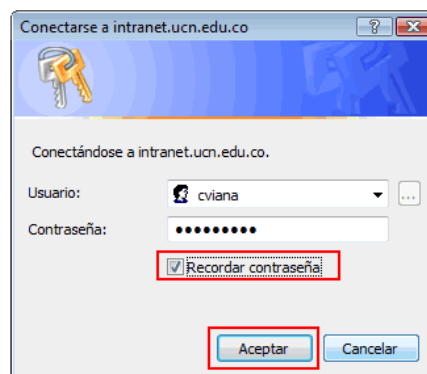 Conectarse a intranet.ucn.edu.co
Conectándose a intranet.ucn.edu.co.
Usuario: cviana ...
Contraseña: •••••••••
Recordar contraseña
Aceptar Cancelar